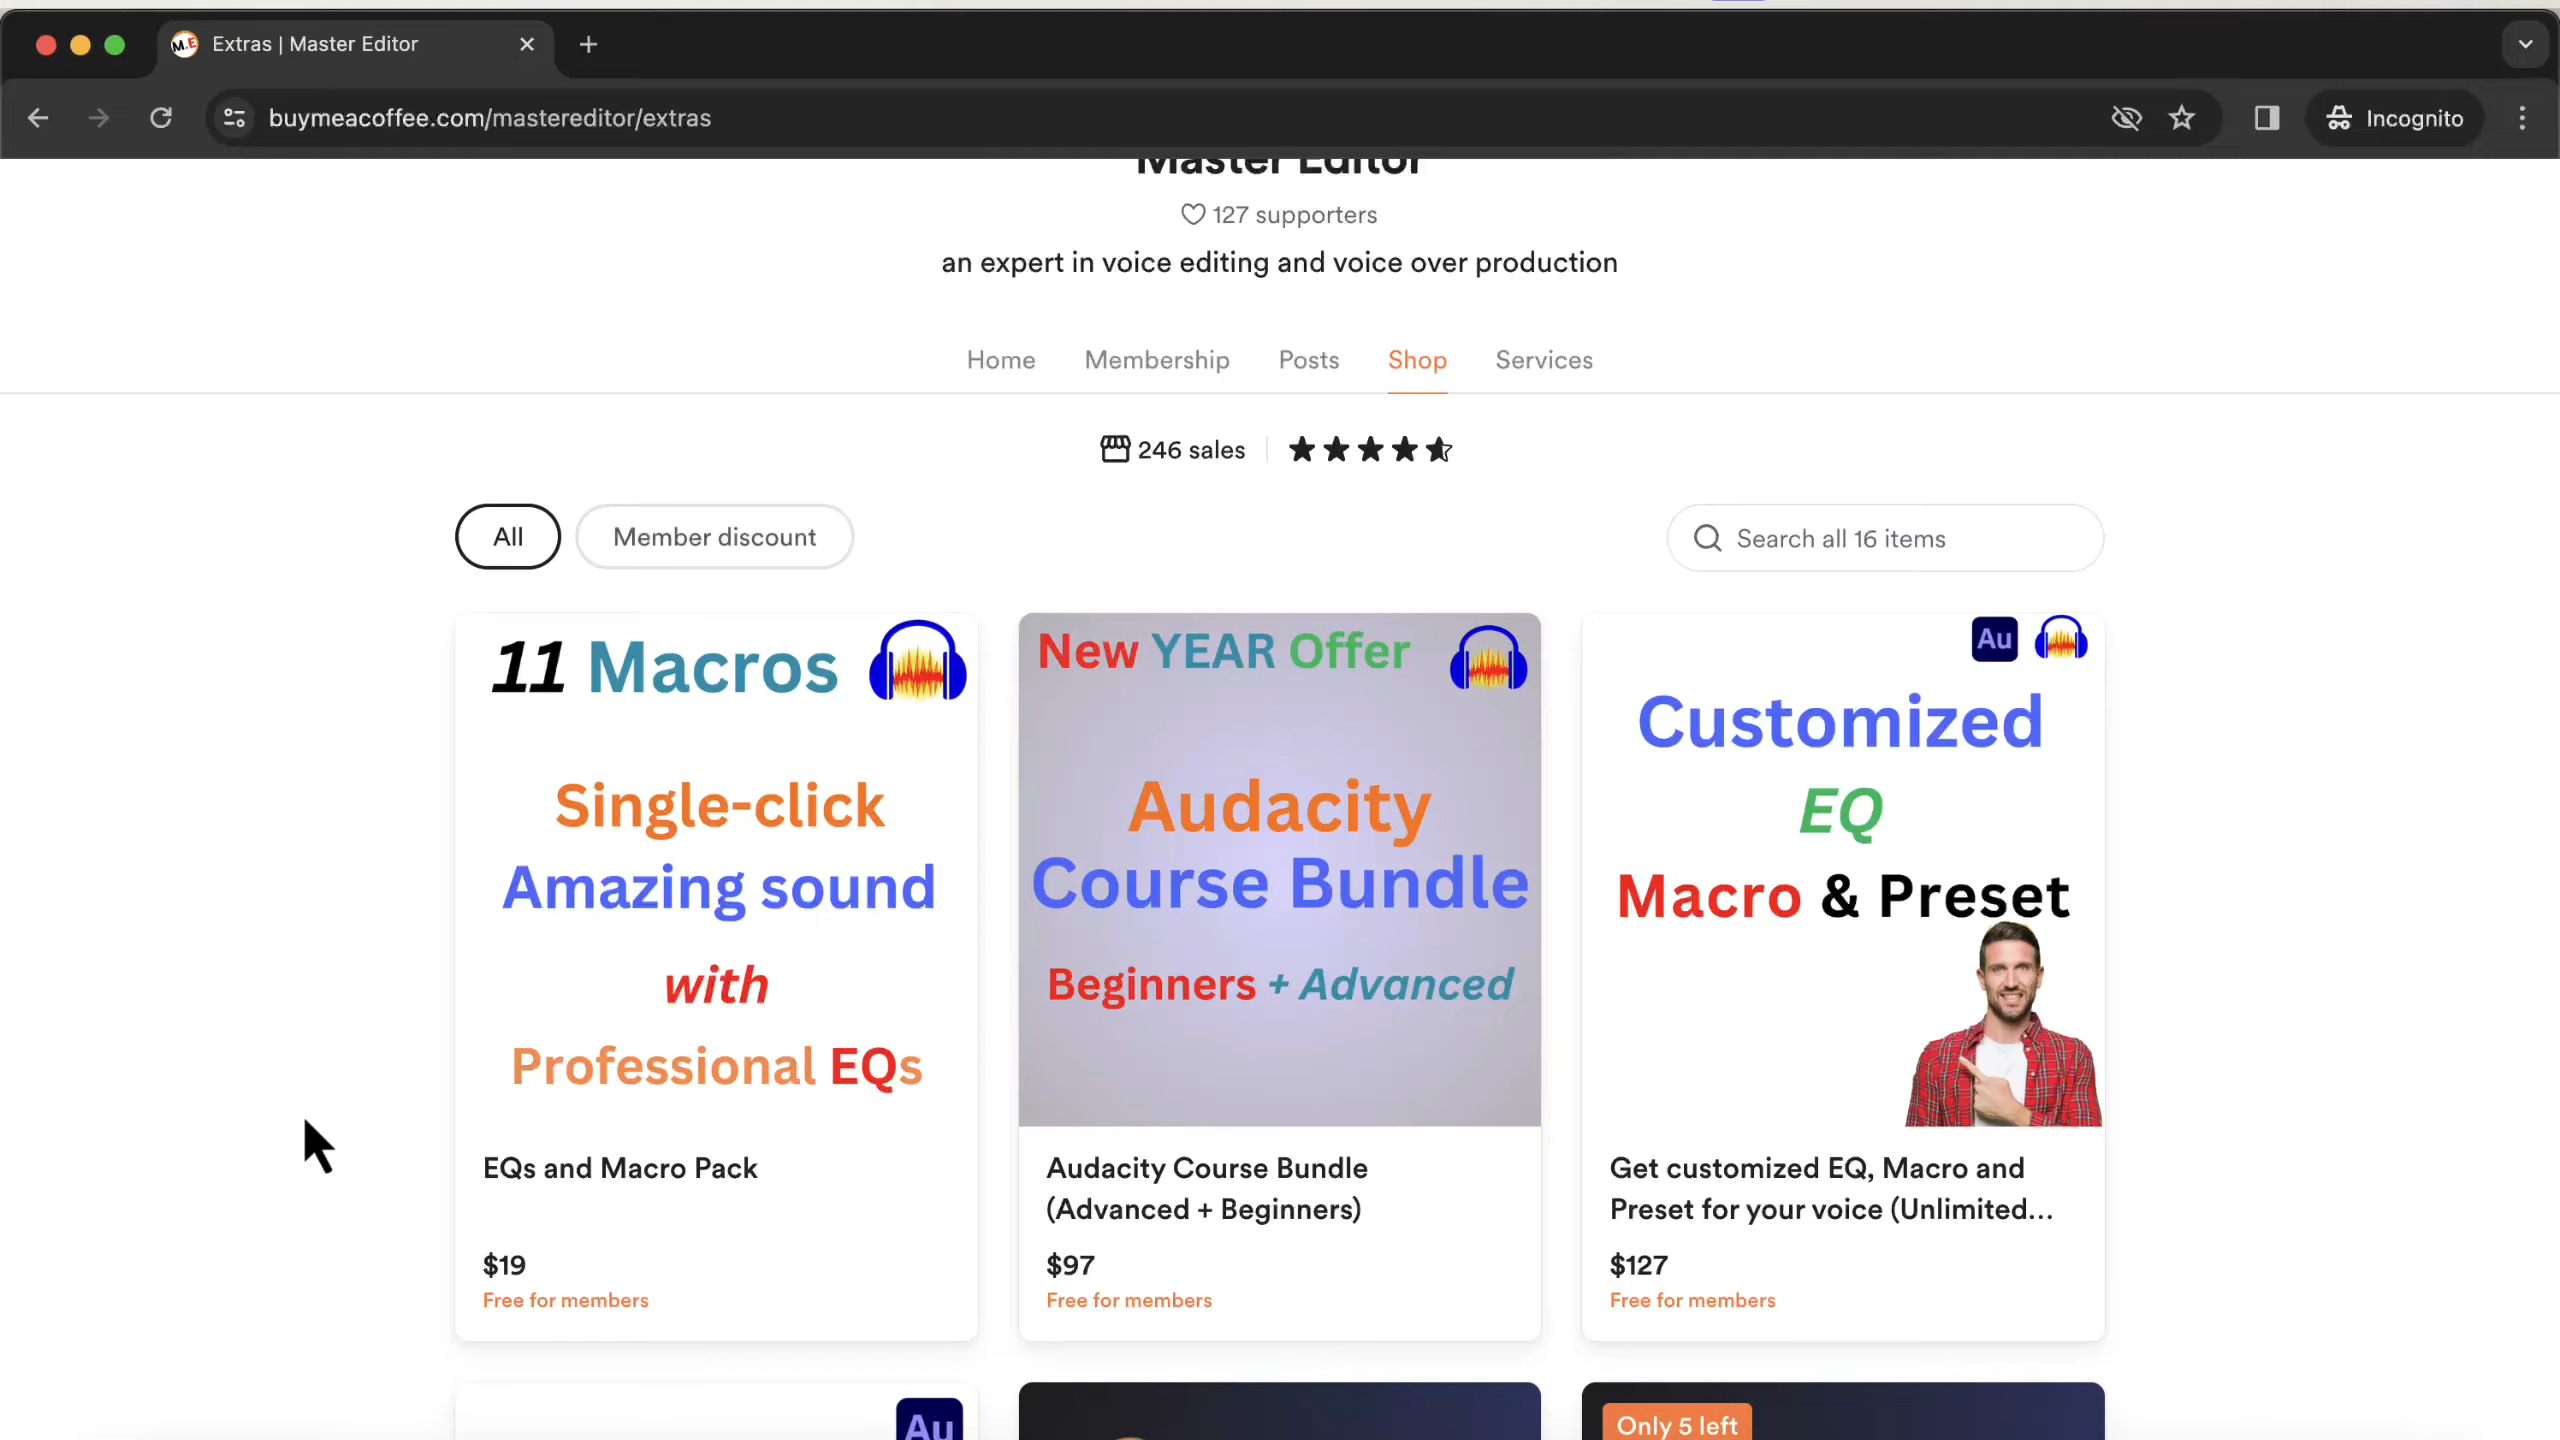 M.E Extras | Master Editor
buymeacoffee.com/mastereditor/extras
Incognito
Master Editor
127 supporters
an expert in voice editing and voice over production
Home Membership Posts Shop Services
246 sales
All Member discount
Search all 16 items
11 Macros
Single-click
Amazing sound
with
Professional EQs
EQs and Macro Pack
$19
Free for members
New YEAR Offer
Audacity
Course Bundle
Beginners + Advanced
Audacity Course Bundle
(Advanced + Beginners)
$97
Free for members
Au
Customized
EQ
Macro & Preset
Get customized EQ, Macro and
Preset for your voice (Unlimited...
$127
Free for members
Au
Only 5 left